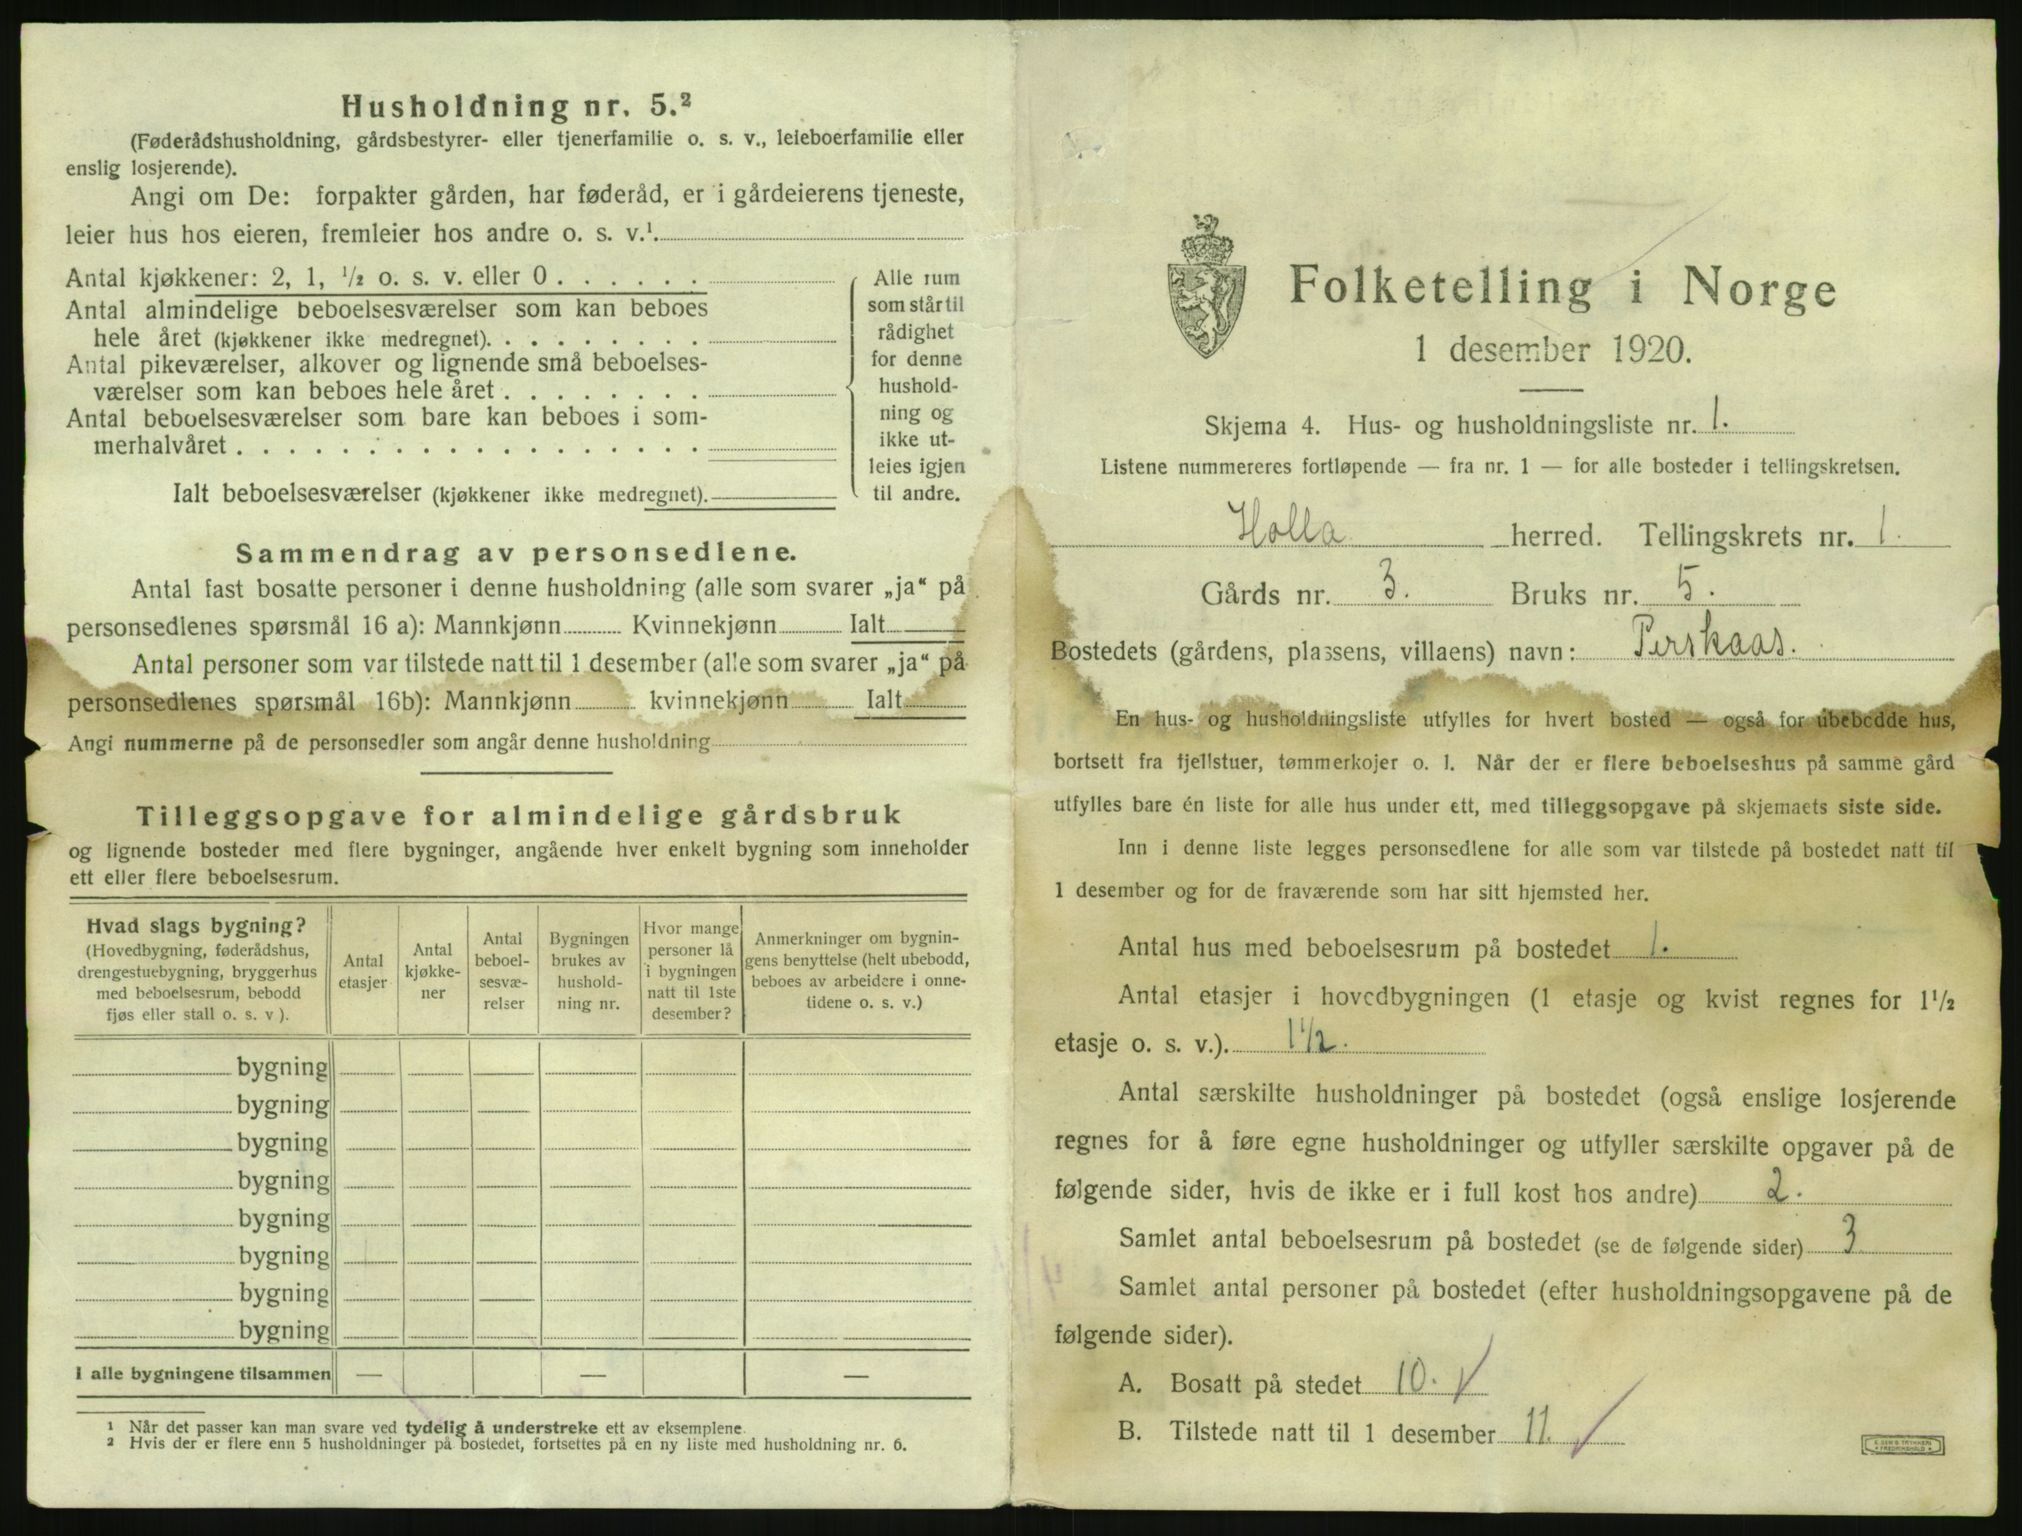 Husholdning nr. 5.²
(Føderådshusholdning, gårdsbestyrer- eller tjenerfamilie o. s. v., leieboerfamilie eller
enslig losjerende).
Angi om De: forpakter gården, har føderåd, er i gårdeierens tjeneste,
leier hus hos eieren, fremleier hos andre o. s. v.¹
Antal kjøkkener: 2, 1, ½ o. s. v. eller 0 . . . . . .
Antal almindelige beboelsesværelser som kan beboes
hele året (kjøkkener ikke medregnet). . . . . . . . .
Antal pikeværelser, alkover og lignende små beboelses-
værelser som kan beboes hele året . . . . . . . .
Antal beboelsesværelser som bare kan beboes i som-
merhalvåret . . . . . . . . . . . . . . . . . .
Ialt beboelsesværelser (kjøkkener ikke medregnet).
Alle rum
som står til
rådighet
for denne
hushold-
ning og
ikke ut-
leies igjen
til andre.
Sammendrag av personsedlene.
Antal fast bosatte personer i denne husholdning (alle som svarer „ja“ på
personsedlenes spørsmål 16 a): Mannkjønn Kvinnekjønn Ialt
Antal personer som var tilstede natt til 1 desember (alle som svarer „ja“ på
personsedlenes spørsmål 16b): Mannkjønn kvinnekjønn Ialt
Angi nummerne på de personsedler som angår denne husholdning
Tilleggsopgave for almindelige gårdsbruk
og lignende bosteder med flere bygninger, angående hver enkelt bygning som inneholder
ett eller flere beboelsesrum.
Hvad slags bygning?
(Hovedbygning, føderådshus,
drengestuebygning, bryggerhus
med beboelsesrum, bebodd
fjøs eller stall o. s. v ).
Antal
etasjer
Antal
kjøkke-
ner
Antal
beboel-
sesvæ-
relser
Bygningen
brukes av
hushold-
ning nr.
Hvor mange
personer lå
i bygningen
natt til 1ste
desember?
Anmerkninger om bygnin-
gens benyttelse (helt ubebodd,
beboes av arbeidere i onne-
tidene o. s. v.)
bygning
bygning
bygning
bygning
bygning
bygning
bygning
bygning
I alle bygningene tilsammen — — —
¹ Når det passer kan man svare ved tydelig å understreke ett av eksemplene.
² Hvis der er flere enn 5 husholdninger på bostedet, fortsettes på en ny liste med husholdning nr. 6.
Folketelling i Norge
1 desember 1920.
Skjema 4. Hus- og husholdningsliste nr. 1.
Listene nummereres fortløpende — fra nr. 1 — for alle bosteder i tellingskretsen.
Holla herred. Tellingskrets nr. 1.
Gårds nr. 3. Bruks nr. 5.
Bostedets (gårdens, plassens, villaens) navn: Perskaas.
En hus- og husholdningsliste utfylles for hvert bosted — også for ubebodde hus,
bortsett fra fjellstuer, tømmerkojer o. l. Når der er flere beboelseshus på samme gård
utfylles bare én liste for alle hus under ett, med tilleggsopgave på skjemaets siste side.
Inn i denne liste legges personsedlene for alle som var tilstede på bostedet natt til
1 desember og for de fraværende som har sitt hjemsted her.
Antal hus med beboelsesrum på bostedet 1.
Antal etasjer i hovedbygningen (1 etasje og kvist regnes for 1½
etasje o. s. v.). 1½.
Antal særskilte husholdninger på bostedet (også enslige losjerende
regnes for å føre egne husholdninger og utfyller særskilte opgaver på de
følgende sider, hvis de ikke er i full kost hos andre) 2.
Samlet antal beboelsesrum på bostedet (se de følgende sider) 3
Samlet antal personer på bostedet (efter husholdningsopgavene på de
følgende sider).
A. Bosatt på stedet 10. ✓
B. Tilstede natt til 1 desember 11. ✓